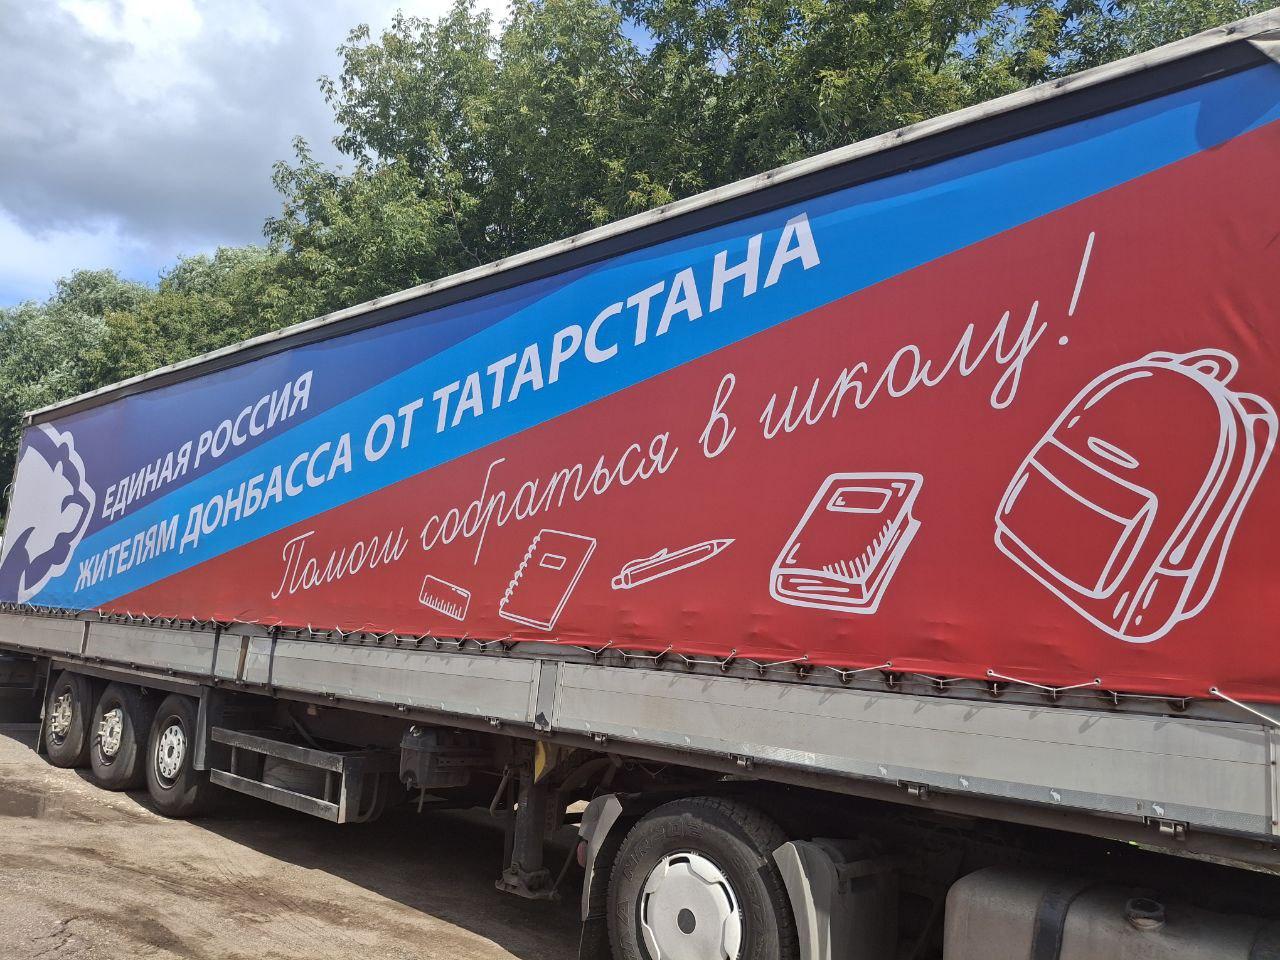 ЕДИНАЯ РОССИЯ
ЖИТЕЛЯМ ДОНБАССА ОТ ТАТАРСТАНА
Помоги собраться в школу!